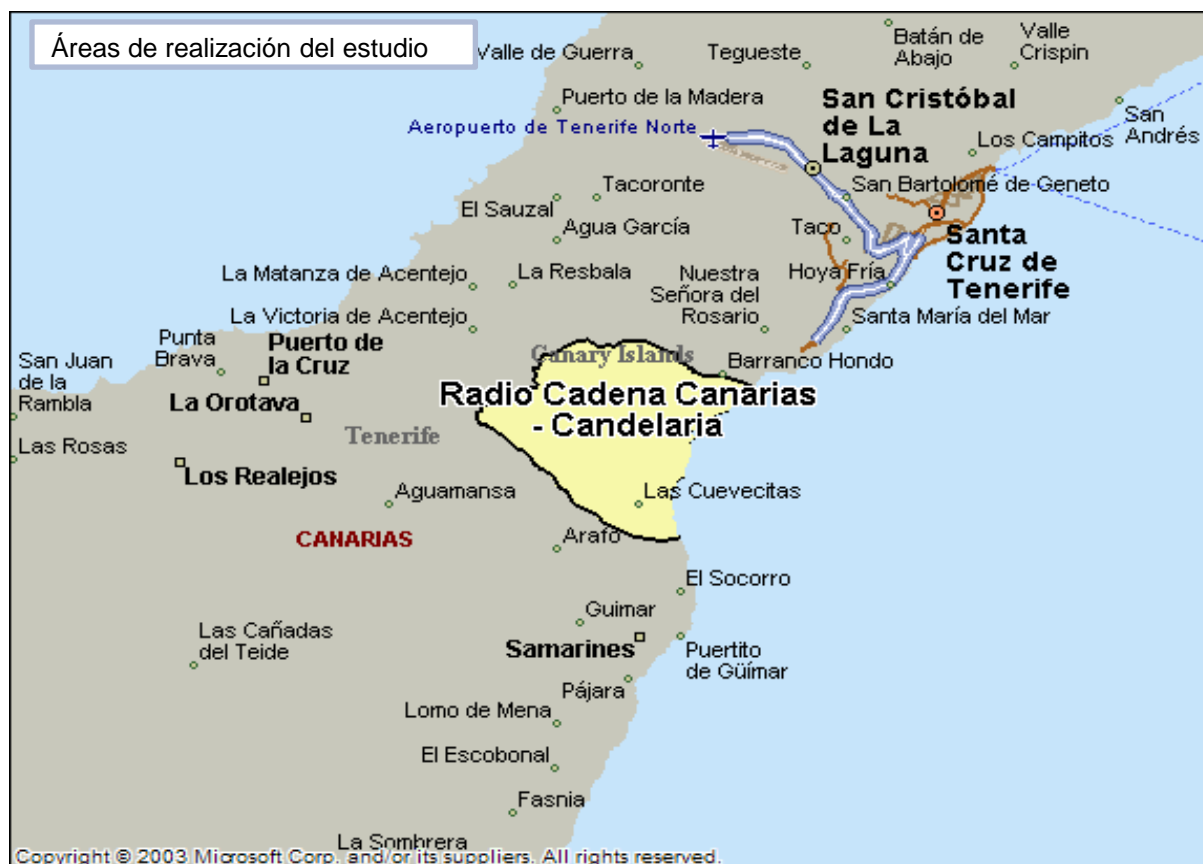 Áreas de realización del estudio
Valle de Guerra
Tegueste
Batán de
Abajo
Valle
Crispin
Puerto de la Madera
San Cristóbal
de La
Laguna
San
Andrés
Aeropuerto de Tenerife Norte
Los Campitos
Tacoronte
San Bartolomé de Geneto
El Sauzal
Agua García
Taco
Santa
Cruz de
Tenerife
La Matanza de Acentejo
La Resbala
Nuestra
Señora del
Rosario
Hoya Fría
La Victoria de Acentejo
Santa María del Mar
Punta
Brava
Puerto de
la Cruz
Canary Islands
Barranco Hondo
San Juan
de la
Rambla
La Orotava
Radio Cadena Canarias
- Candelaria
Tenerife
Las Rosas
Los Realejos
Aguamansa
Las Cuevecitas
CANARIAS
Arafo
El Socorro
Guimar
Las Cañadas
del Teide
Samarines
Puertito
de Güímar
Pájara
Lomo de Mena
El Escobonal
Fasnia
La Sombrera
Copyright © 2003 Microsoft Corp. and/or its suppliers. All rights reserved.